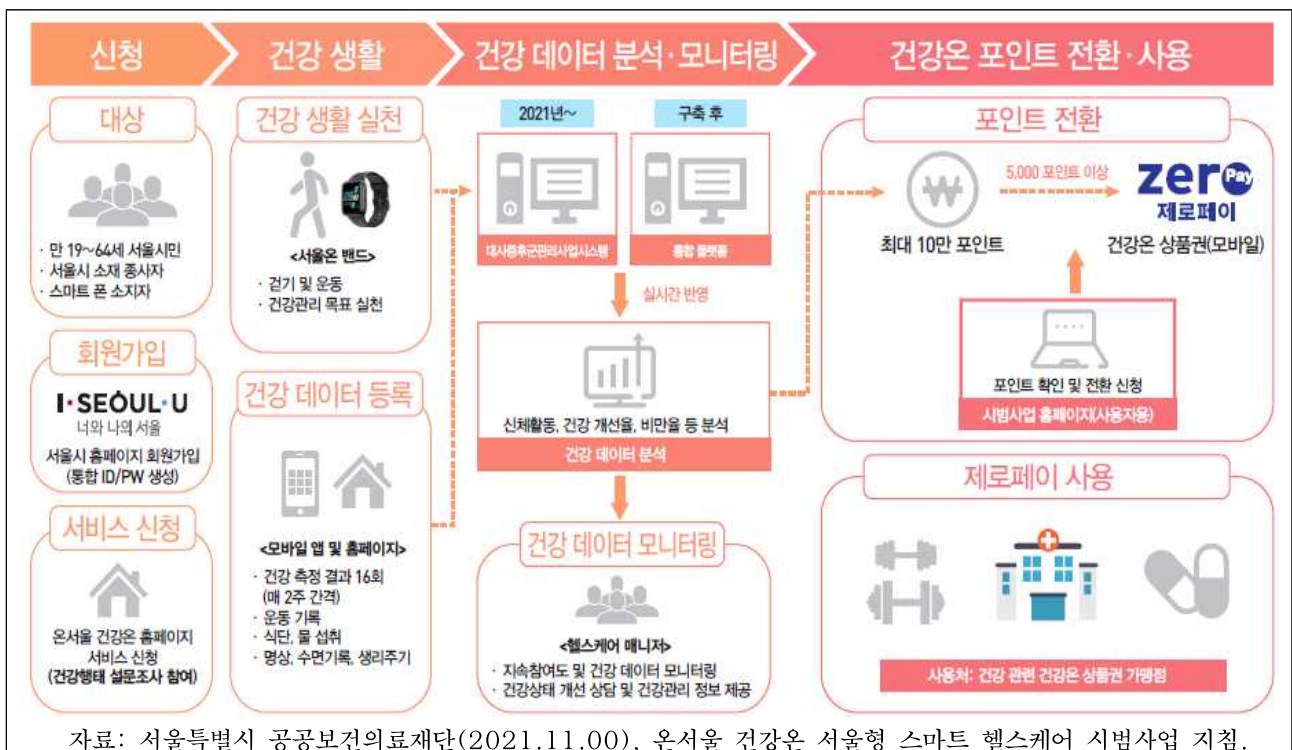 신청
건강 생활
건강 데이터 분석·모니터링
건강온 포인트 전환·사용
대상
· 만 19~64세 서울시민
· 서울시 소재 종사자
· 스마트 폰 소지자
회원가입
I·SEOUL·U
너와 나의 서울
서울시 홈페이지 회원가입
(통합 ID/PW 생성)
서비스 신청
온서울 건강온 홈페이지
서비스 신청
(건강행태 설문조사 참여)
건강 생활 실천
<서울온 밴드>
· 걷기 및 운동
· 건강관리 목표 실천
건강 데이터 등록
<모바일 앱 및 홈페이지>
· 건강 측정 결과 16회
(매 2주 간격)
· 운동 기록
· 식단, 물 섭취
· 명상, 수면기록, 생리주기
2021년~
구축 후
대사증후군관리사업시스템
통합 플랫폼
실시간 반영
신체활동, 건강 개선율, 비만율 등 분석
건강 데이터 분석
건강 데이터 모니터링
<헬스케어 매니저>
· 지속참여도 및 건강 데이터 모니터링
· 건강상태 개선 상담 및 건강관리 정보 제공
포인트 전환
최대 10만 포인트
5,000 포인트 이상
zero Pay
제로페이
건강온 상품권(모바일)
포인트 확인 및 전환 신청
시범사업 홈페이지(사용자용)
제로페이 사용
사용처: 건강 관련 건강온 상품권 가맹점
자료: 서울특별시 공공보건의료재단(2021.11.00), 온서울 건강온 서울형 스마트 헬스케어 시범사업 지침.